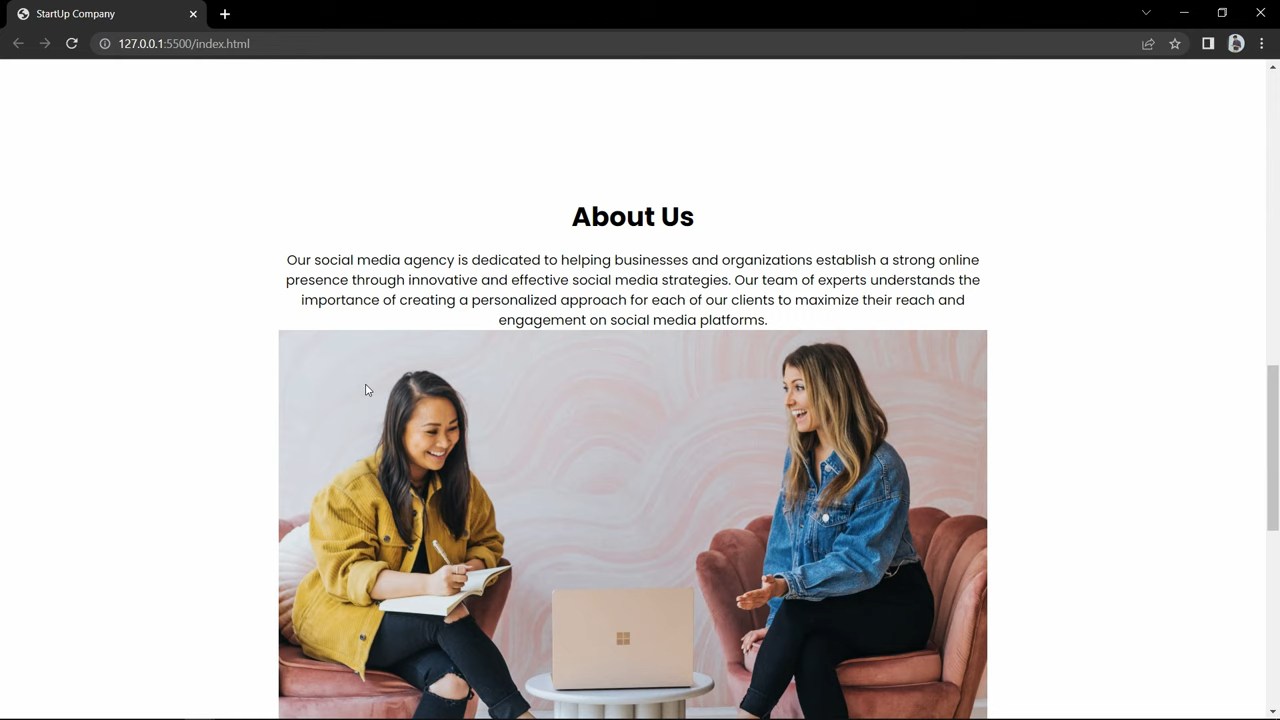 StartUp Company
127.0.0.1:5500/index.html
About Us
Our social media agency is dedicated to helping businesses and organizations establish a strong online
presence through innovative and effective social media strategies. Our team of experts understands the
importance of creating a personalized approach for each of our clients to maximize their reach and
engagement on social media platforms.